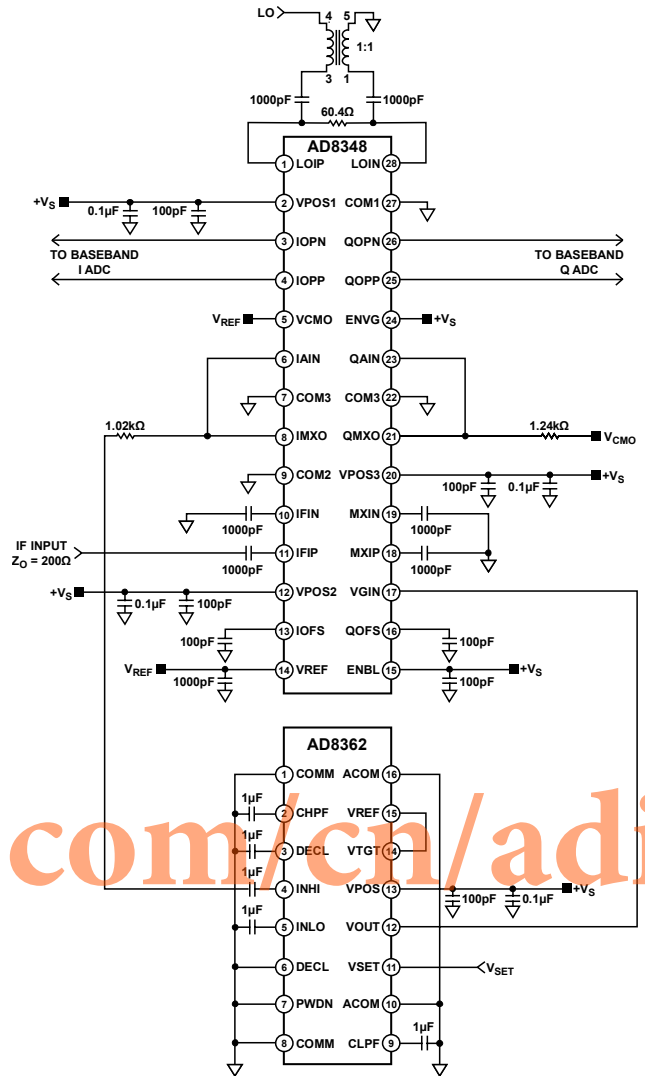 LO
4 5
1:1
3 1
1000pF 1000pF
60.4Ω
AD8348
1 LOIP LOIN 28
+VS 2 VPOS1 COM1 27
0.1µF 100pF
3 IOPN QOPN 26
TO BASEBAND
I ADC
TO BASEBAND
Q ADC
4 IOPP QOPP 25
VREF 5 VCMO ENVG 24 +VS
6 IAIN QAIN 23
7 COM3 COM3 22
1.02kΩ 8 IMXO QMXO 21 1.24kΩ VCMO
9 COM2 VPOS3 20 +VS
100pF 0.1µF
10 IFIN MXIN 19
1000pF 1000pF
IF INPUT
ZO = 200Ω
11 IFIP MXIP 18
1000pF 1000pF
+VS 12 VPOS2 VGIN 17
0.1µF 100pF
13 IOFS QOFS 16
100pF 100pF
VREF 14 VREF ENBL 15 +VS
1000pF 100pF
AD8362
1 COMM ACOM 16
1µF
2 CHPF VREF 15
1µF
3 DECL VTGT 14
1µF
4 INHI VPOS 13 +VS
100pF 0.1µF
1µF
5 INLO VOUT 12
6 DECL VSET 11 VSET
7 PWDN ACOM 10
1µF
8 COMM CLPF 9
com/cn/adi